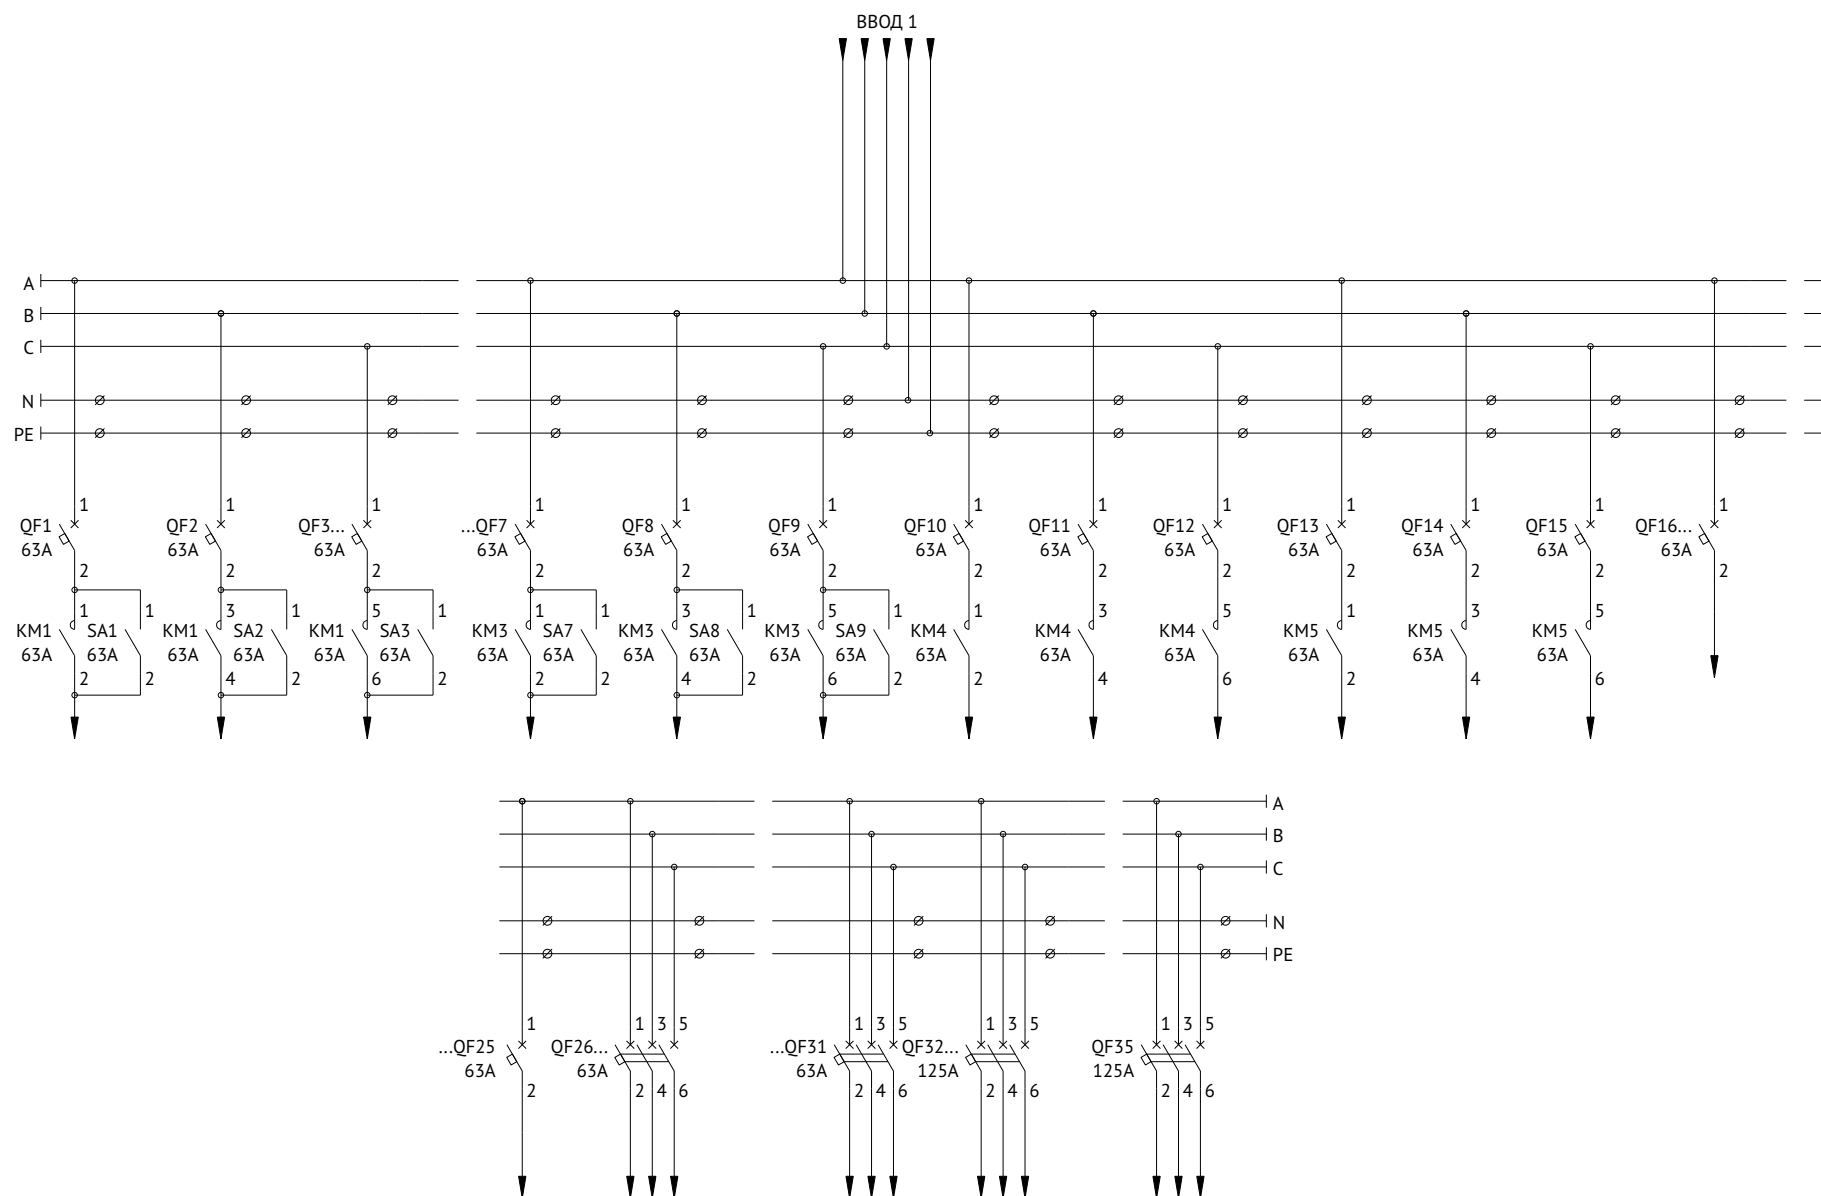 ВВОД 1
A
B
C
N
PE
1 1 1 1 1 1 1 1 1 1 1 1 1
QF1 QF2 QF3... ...QF7 QF8 QF9 QF10 QF11 QF12 QF13 QF14 QF15 QF16...
63A 63A 63A 63A 63A 63A 63A 63A 63A 63A 63A 63A 63A
2 2 2 2 2 2 2 2 2 2 2 2 2
1 1 3 1 5 1 1 1 3 1 5 1 1 3 5 1 3 5
KM1 SA1 KM1 SA2 KM1 SA3 KM3 SA7 KM3 SA8 KM3 SA9 KM4 KM4 KM4 KM5 KM5 KM5
63A 63A 63A 63A 63A 63A 63A 63A 63A 63A 63A 63A 63A 63A 63A 63A 63A 63A
2 2 4 2 6 2 2 2 4 2 6 2 2 4 6 2 4 6
A
B
C
N
PE
1 1 3 5 1 3 5 1 3 5 1 3 5
...QF25 QF26... ...QF31 QF32... QF35
63A 63A 63A 125A 125A
2 2 4 6 2 4 6 2 4 6 2 4 6